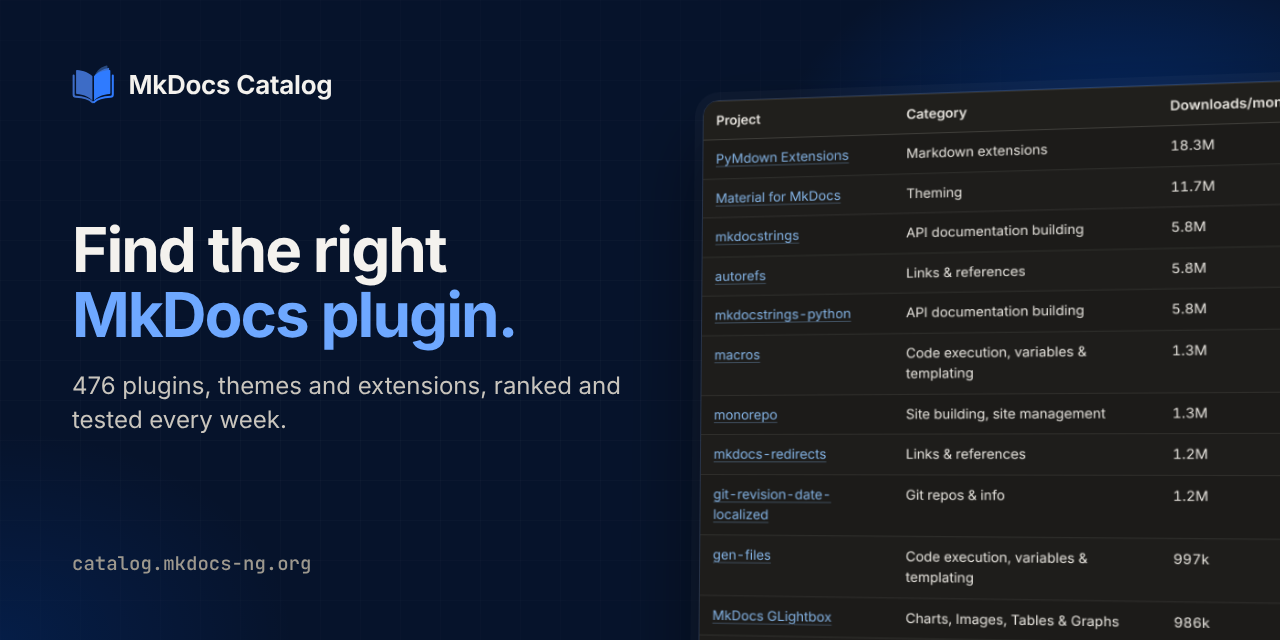 MkDocs Catalog
Find the right
MkDocs plugin.
476 plugins, themes and extensions, ranked and
tested every week.
catalog.mkdocs-ng.org
Project Category Downloads/mon
PyMdown Extensions Markdown extensions 18.3M
Material for MkDocs Theming 11.7M
mkdocstrings API documentation building 5.8M
autorefs Links & references 5.8M
mkdocstrings-python API documentation building 5.8M
macros Code execution, variables & 1.3M
templating
monorepo Site building, site management 1.3M
mkdocs-redirects Links & references 1.2M
git-revision-date- Git repos & info 1.2M
localized
gen-files Code execution, variables & 997k
templating
MkDocs GLightbox Charts, Images, Tables & Graphs 986k